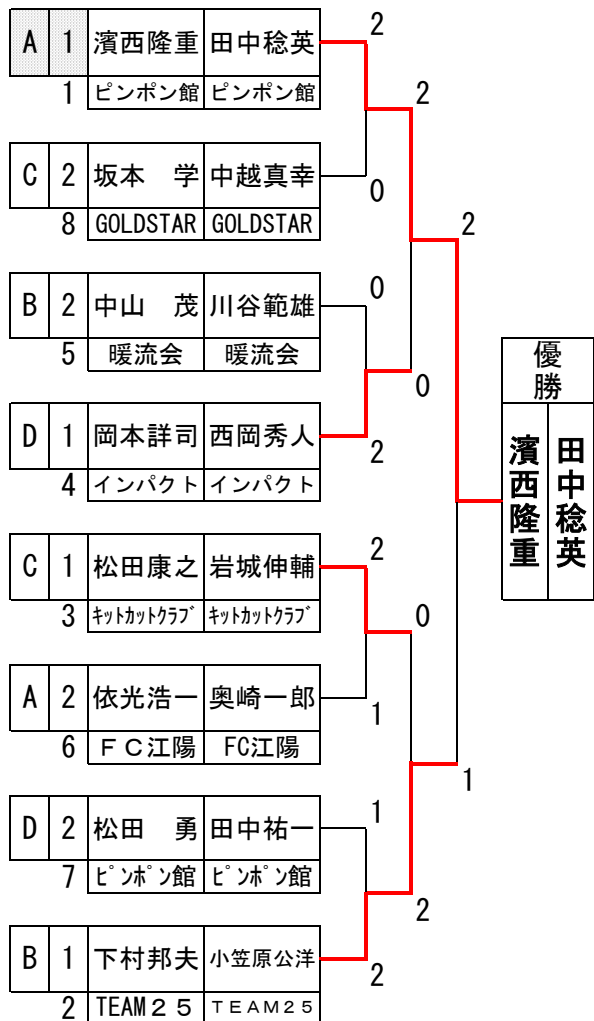 A 1 濱西隆重 田中稔英 2
1 ピンポン館 ピンポン館 2
C 2 坂本　学 中越真幸 0
8 GOLDSTAR GOLDSTAR 2
B 2 中山　茂 川谷範雄 0
5 暖流会 暖流会 0
D 1 岡本詳司 西岡秀人 2
4 インパクト インパクト
優勝
濱西隆重
田中稔英
C 1 松田康之 岩城伸輔 2
3 ｷｯﾄｶｯﾄｸﾗﾌﾞ ｷｯﾄｶｯﾄｸﾗﾌﾞ 0
A 2 依光浩一 奥崎一郎 1
6 ＦＣ江陽 FC江陽 1
D 2 松田　勇 田中祐一 1
7 ﾋﾟﾝﾎﾟﾝ館 ﾋﾟﾝﾎﾟﾝ館 2
B 1 下村邦夫 小笠原公洋 2
2 TEAM２５ ＴＥＡＭ２５